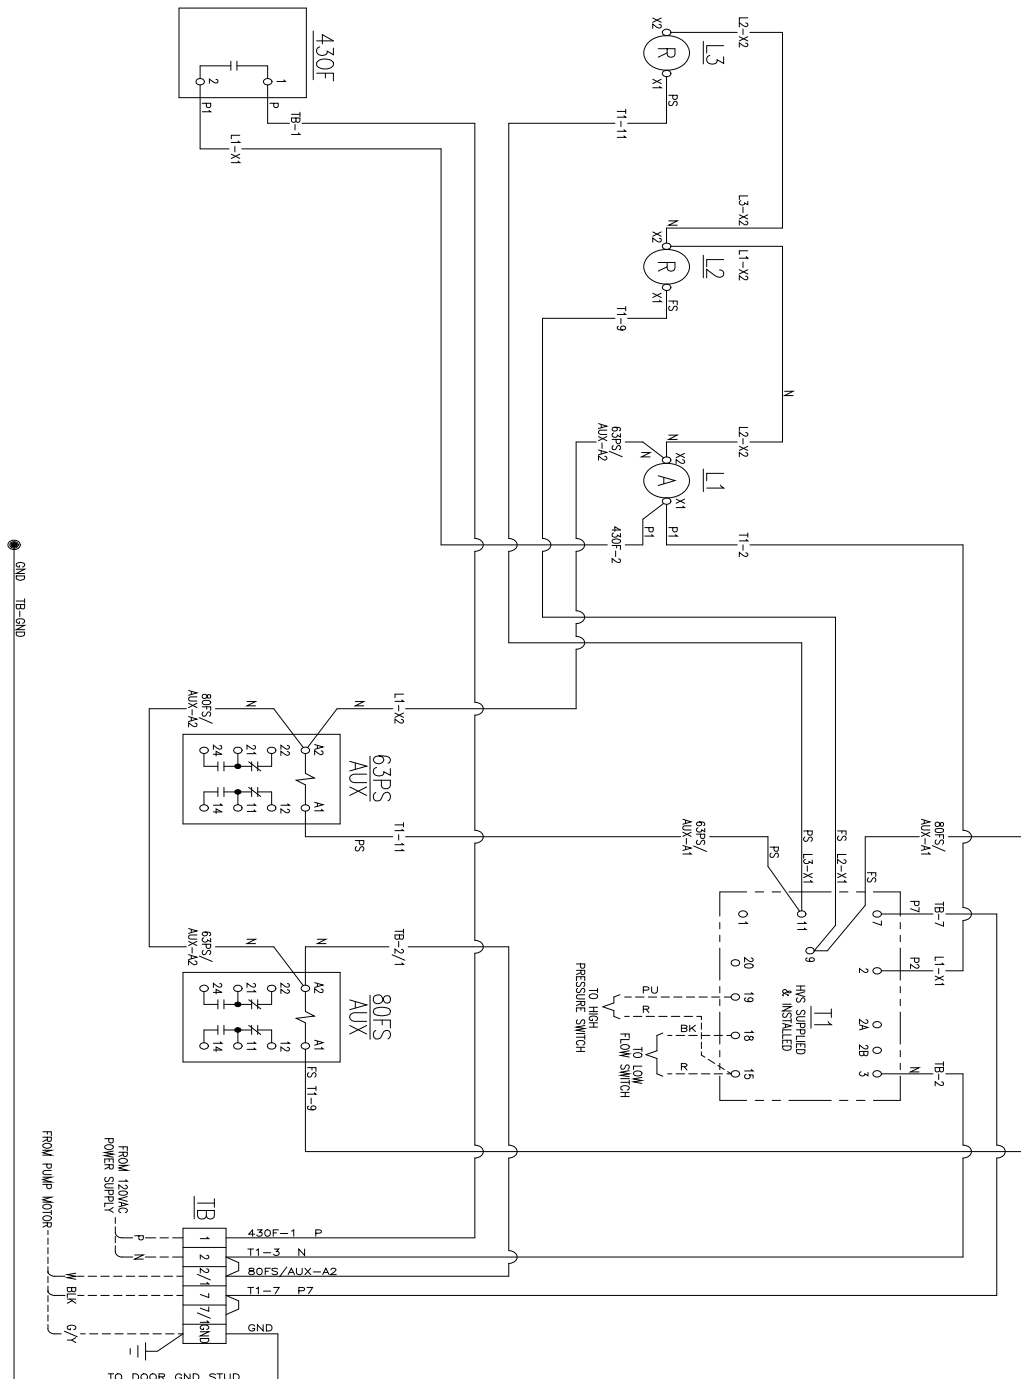 430F
1
2
P
P1
TB-1
L1-X1
L3
X2
R
X1
L2-X2
PS
T1-11
L3-X2
N
L2
X2
R
X1
L1-X2
FS
T1-9
N
L2-X2
N
63PS/
AUX-A2
N
L1
X2
A
X1
P1
P1
T1-2
430F-2
GND TB-GND
80FS/
AUX-A2
N
N
L1-X2
63PS
AUX
A2
22
21
24
A1
12
11
14
T1-11
PS
63PS/
AUX-A1
PS
PS L3-X1
FS L2-X1
FS
80FS/
AUX-A1
63PS/
AUX-A2
N
N
TB-2/1
80FS
AUX
A2
22
21
24
A1
12
11
14
FS T1-9
T1
HVS SUPPLIED
& INSTALLED
1
11
9
7
20
19
18
15
2
2A
2B
3
P7 TB-7
P2 L1-X1
N TB-2
TO HIGH
PRESSURE SWITCH
PU
R
TO LOW
FLOW SWITCH
BK
R
FROM PUMP MOTOR
FROM 120VAC
POWER SUPPLY
TB
P
1
430F-1 P
N
2
T1-3 N
W
2/1
80FS/AUX-A2
BLK
7
T1-7 P7
7/1
G/Y
GND
GND
TO DOOR GND STUD